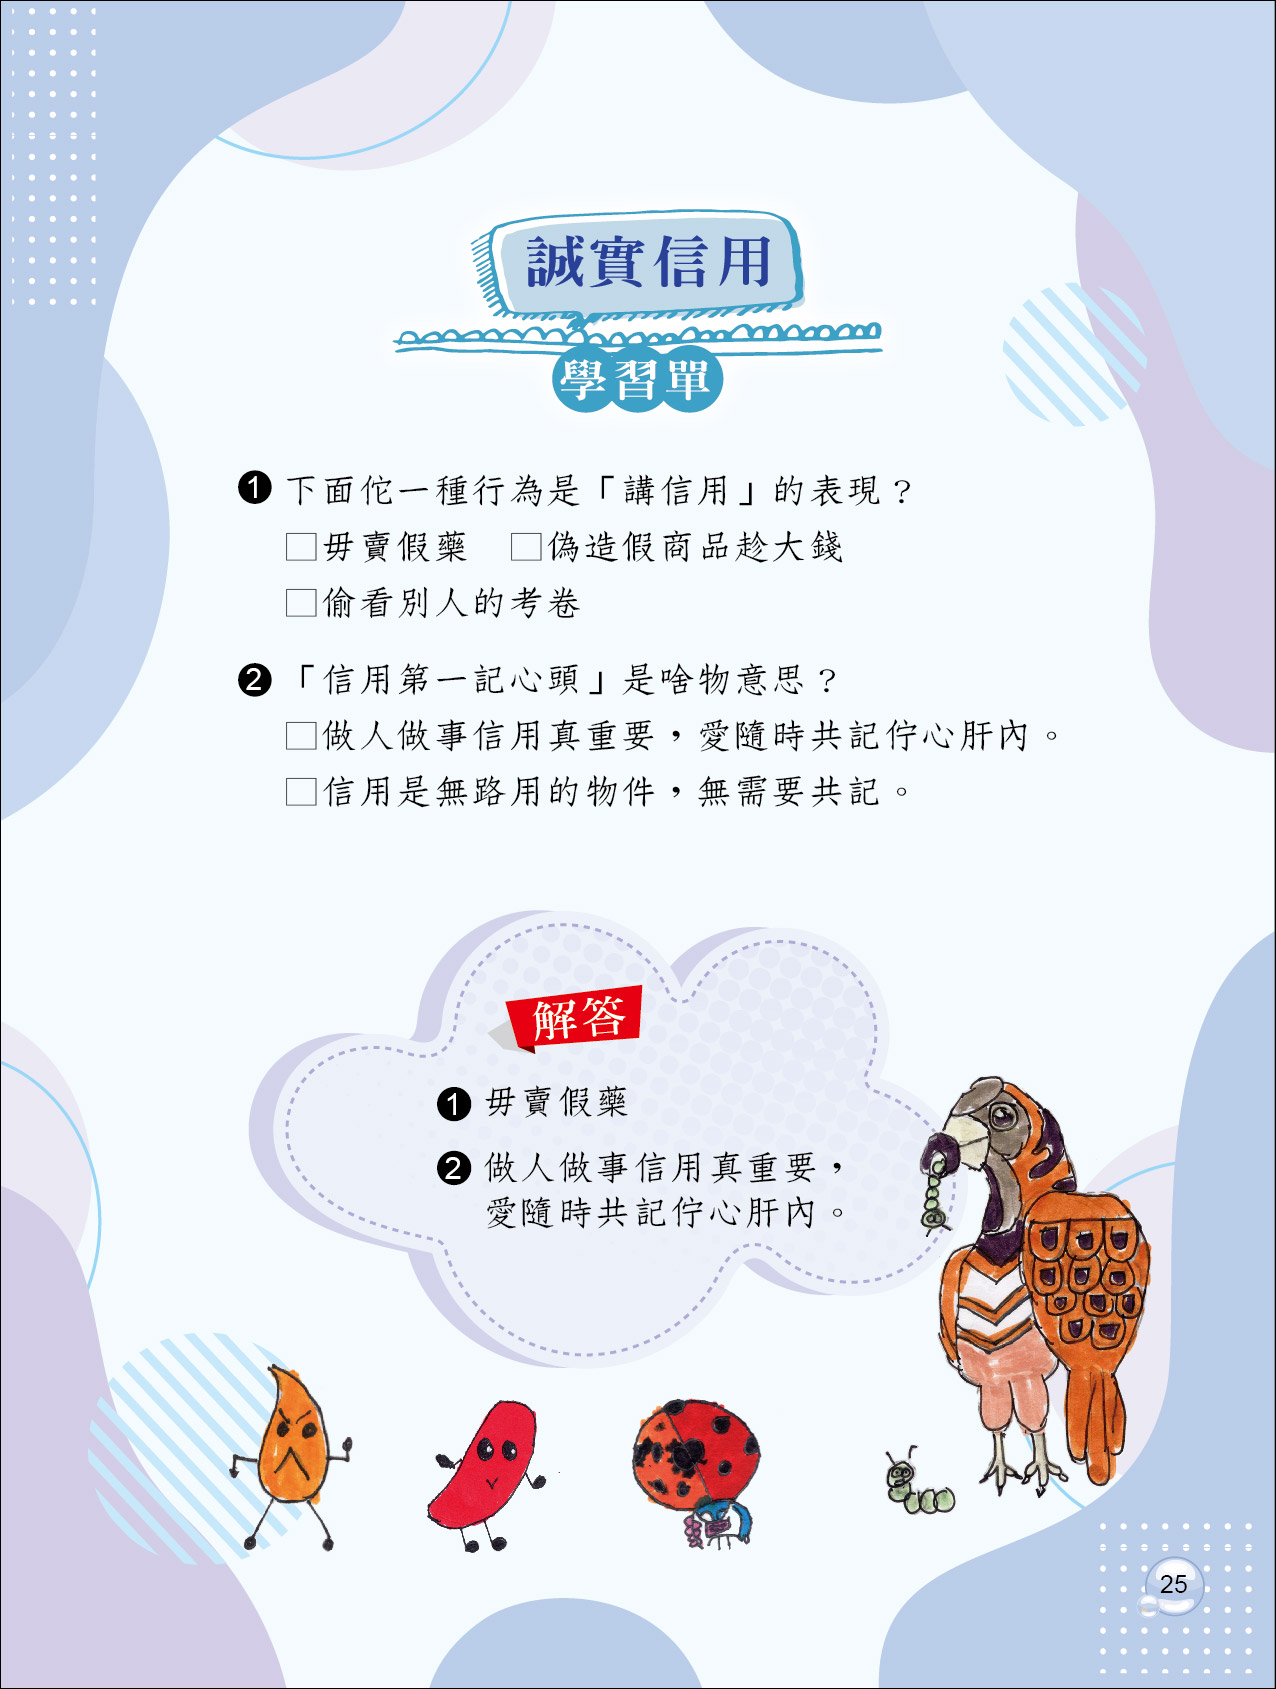 誠實信用
學習單
1 下面佗一種行為是「講信用」的表現？
□毋賣假藥　□偽造假商品趁大錢
□偷看別人的考卷
2 「信用第一記心頭」是啥物意思？
□做人做事信用真重要，愛隨時共記佇心肝內。
□信用是無路用的物件，無需要共記。
解答
1 毋賣假藥
2 做人做事信用真重要，
愛隨時共記佇心肝內。
25